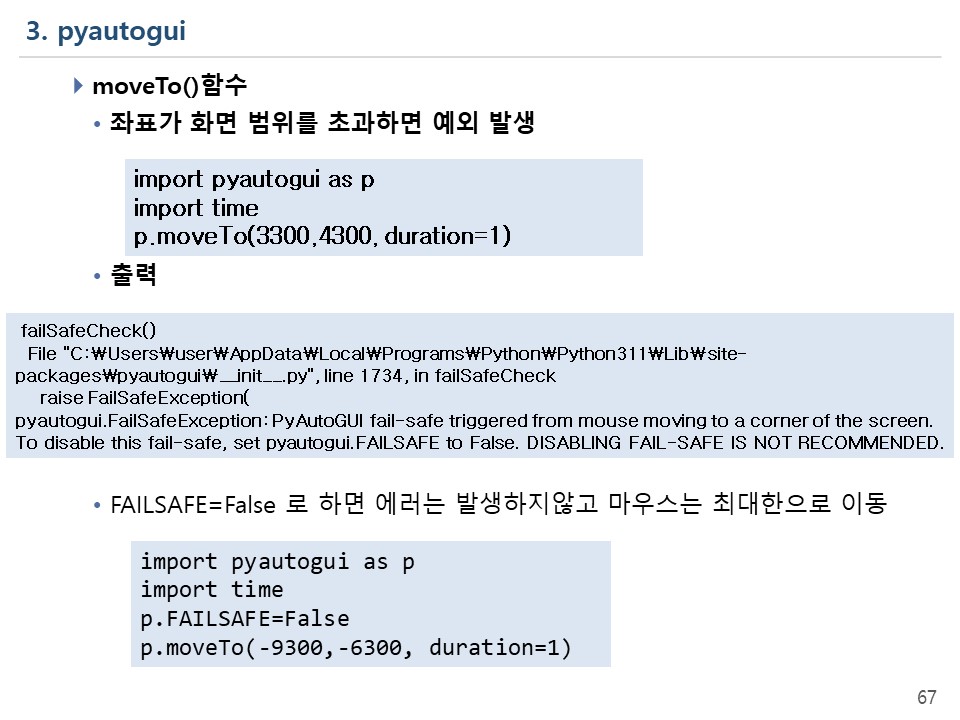 3. pyautogui
moveTo()함수
• 좌표가 화면 범위를 초과하면 예외 발생
import pyautogui as p
import time
p.moveTo(3300,4300, duration=1)
• 출력
failSafeCheck()
File "C:₩Users₩user₩AppData₩Local₩Programs₩Python₩Python311₩Lib₩site-
packages₩pyautogui₩__init__.py", line 1734, in failSafeCheck
raise FailSafeException(
pyautogui.FailSafeException: PyAutoGUI fail-safe triggered from mouse moving to a corner of the screen.
To disable this fail-safe, set pyautogui.FAILSAFE to False. DISABLING FAIL-SAFE IS NOT RECOMMENDED.
• FAILSAFE=False 로 하면 에러는 발생하지않고 마우스는 최대한으로 이동
import pyautogui as p
import time
p.FAILSAFE=False
p.moveTo(-9300,-6300, duration=1)
67